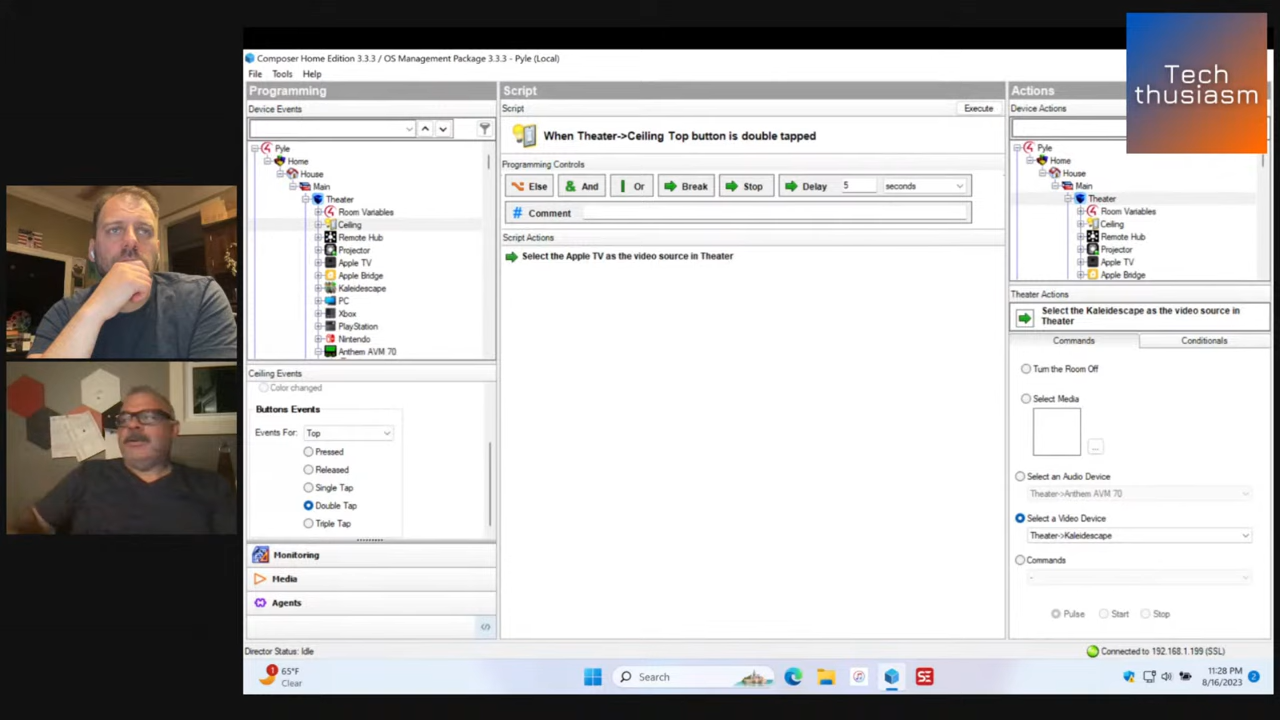 Tech
thusiasm
Composer Home Edition 3.3.3 / OS Management Package 3.3.3 - Pyle (Local)
File Tools Help
Programming
Device Events
Pyle
Home
House
Main
Theater
Room Variables
Ceiling
Remote Hub
Projector
Apple TV
Apple Bridge
Kaleidescape
PC
Xbox
PlayStation
Nintendo
Anthem AVM 70
Ceiling Events
Color changed
Buttons Events
Events For: Top
Pressed
Released
Single Tap
Double Tap
Triple Tap
Monitoring
Media
Agents
Script
Script Execute
When Theater->Ceiling Top button is double tapped
Programming Controls
Else And Or Break Stop Delay 5 seconds
# Comment
Script Actions
Select the Apple TV as the video source in Theater
Actions
Device Actions
Pyle
Home
House
Main
Theater
Room Variables
Ceiling
Remote Hub
Projector
Apple TV
Apple Bridge
Theater Actions
Select the Kaleidescape as the video source in
Theater
Commands Conditionals
Turn the Room Off
Select Media
...
Select an Audio Device
Theater->Anthem AVM 70
Select a Video Device
Theater->Kaleidescape
Commands
-
Pulse Start Stop
Director Status: Idle
Connected to 192.168.1.199 (SSL)
1
65°F
Clear
Search
SE
11:28 PM
8/16/2023
2